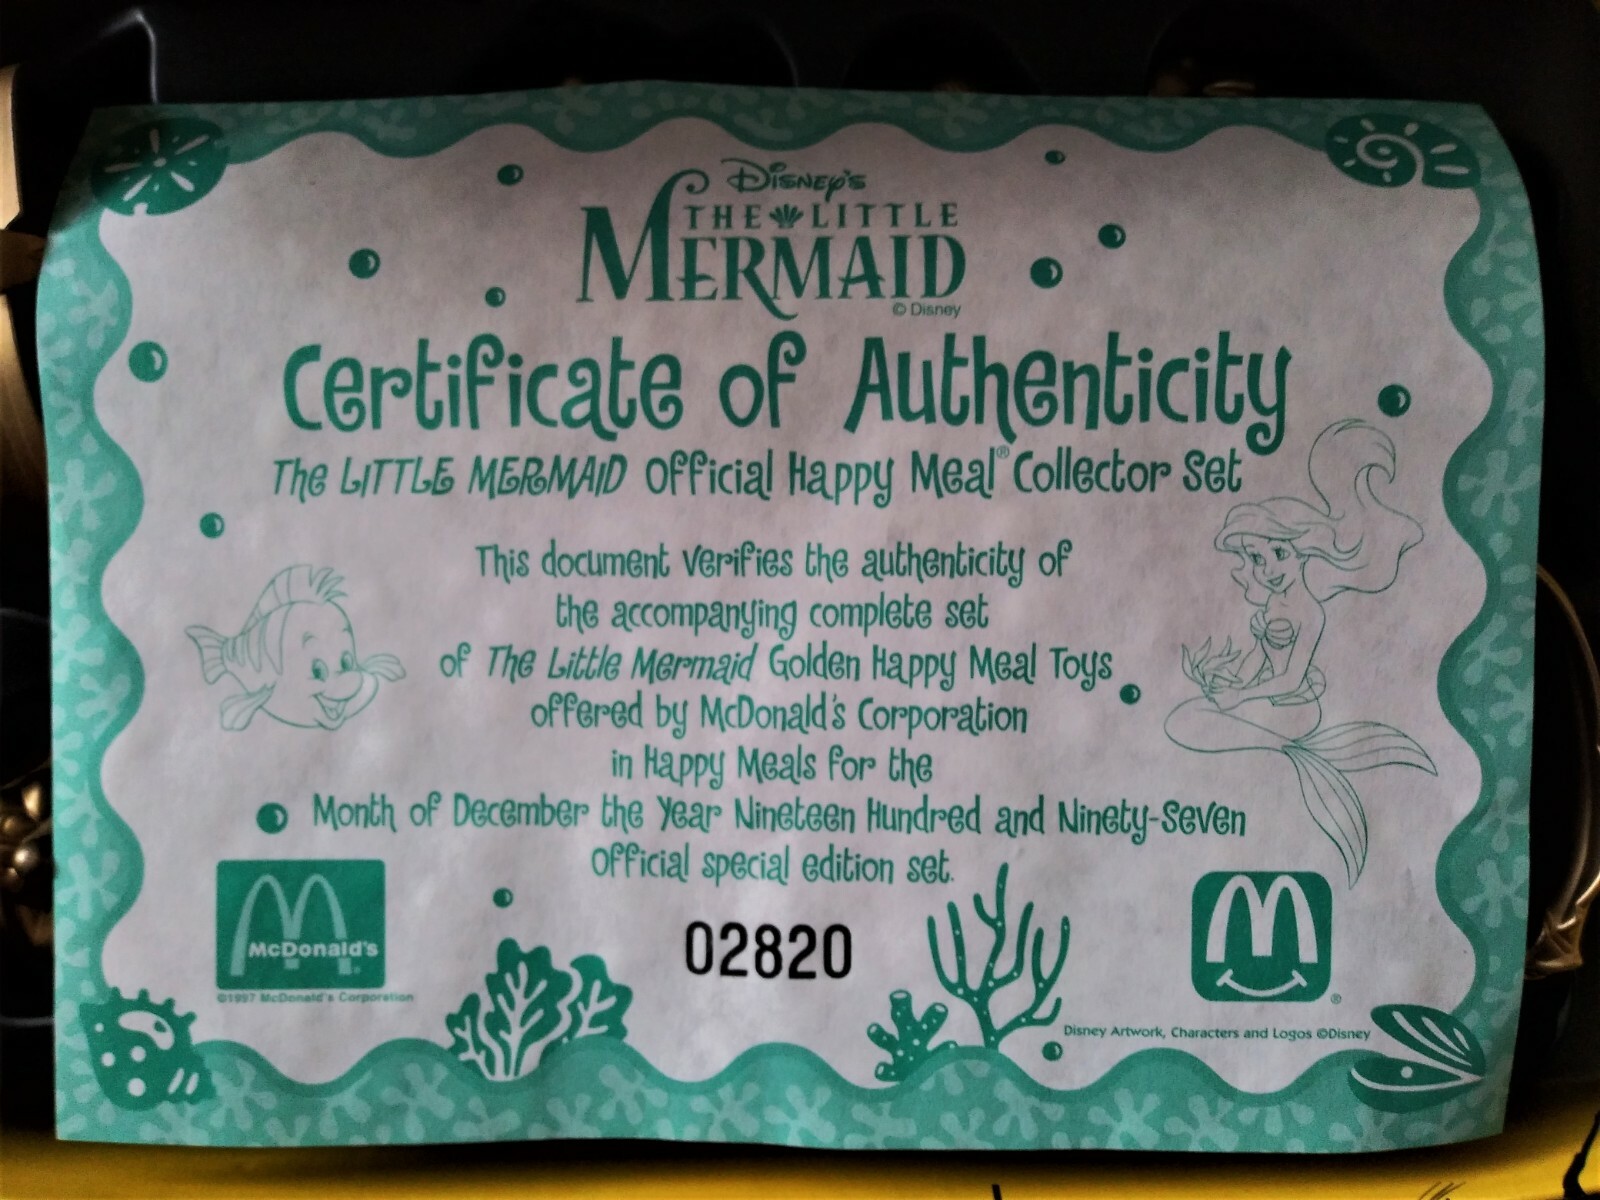 Disney's
THE LITTLE
MERMAID
© Disney
Certificate of Authenticity
The LITTLE MERMAID Official Happy Meal® Collector Set
This document verifies the authenticity of
the accompanying complete set
of The Little Mermaid Golden Happy Meal Toys
offered by McDonald's Corporation
in Happy Meals for the
Month of December the Year Nineteen Hundred and Ninety-Seven
Official special edition set.
McDonald's
®
©1997 McDonald's Corporation
02820
®
Disney Artwork, Characters and Logos ©Disney